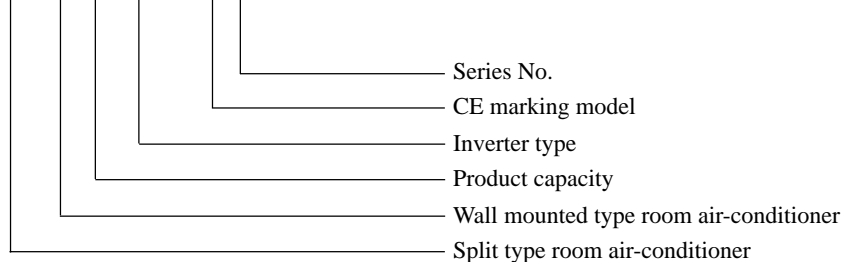 Series No.
CE marking model
Inverter type
Product capacity
Wall mounted type room air-conditioner
Split type room air-conditioner